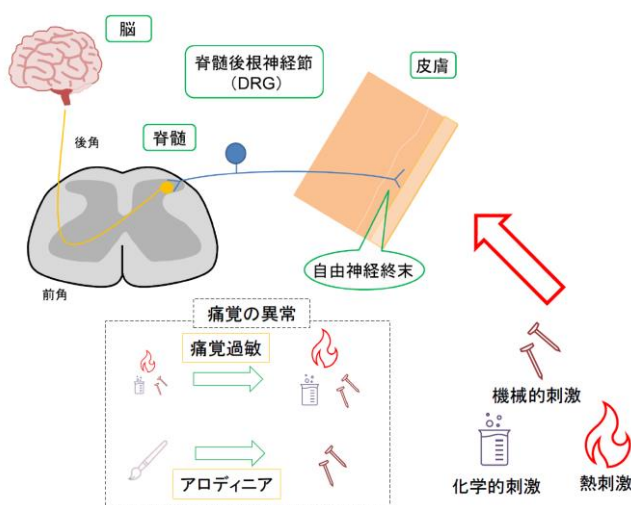 脳
脊髄後根神経節
（DRG）
皮膚
後角
脊髄
自由神経終末
前角
痛覚の異常
痛覚過敏
アロディニア
機械的刺激
化学的刺激
熱刺激